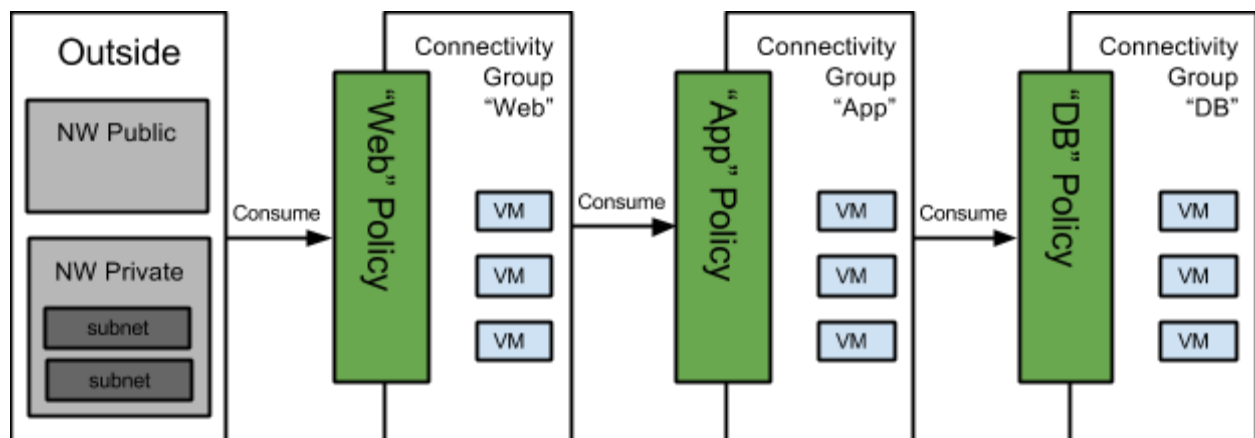 Outside
NW Public
NW Private
subnet
subnet
Consume
“Web” Policy
Connectivity
Group
“Web”
VM
VM
VM
Consume
“App” Policy
Connectivity
Group
“App”
VM
VM
VM
Consume
“DB” Policy
Connectivity
Group
“DB”
VM
VM
VM